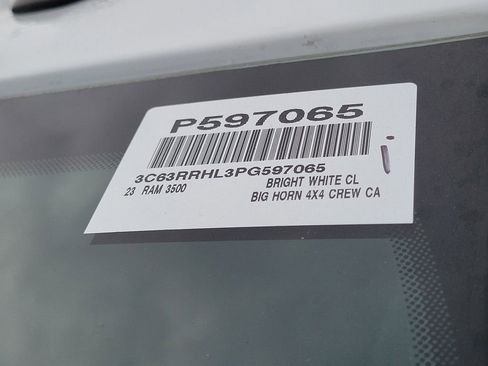 P597065
3C63RRHL3PG597065
23 RAM 3500 BRIGHT WHITE CL
BIG HORN 4X4 CREW CA